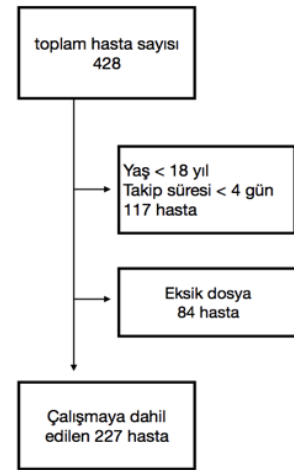 toplam hasta sayısı
428
Yaş < 18 yıl
Takip süresi < 4 gün
117 hasta
Eksik dosya
84 hasta
Çalışmaya dahil
edilen 227 hasta